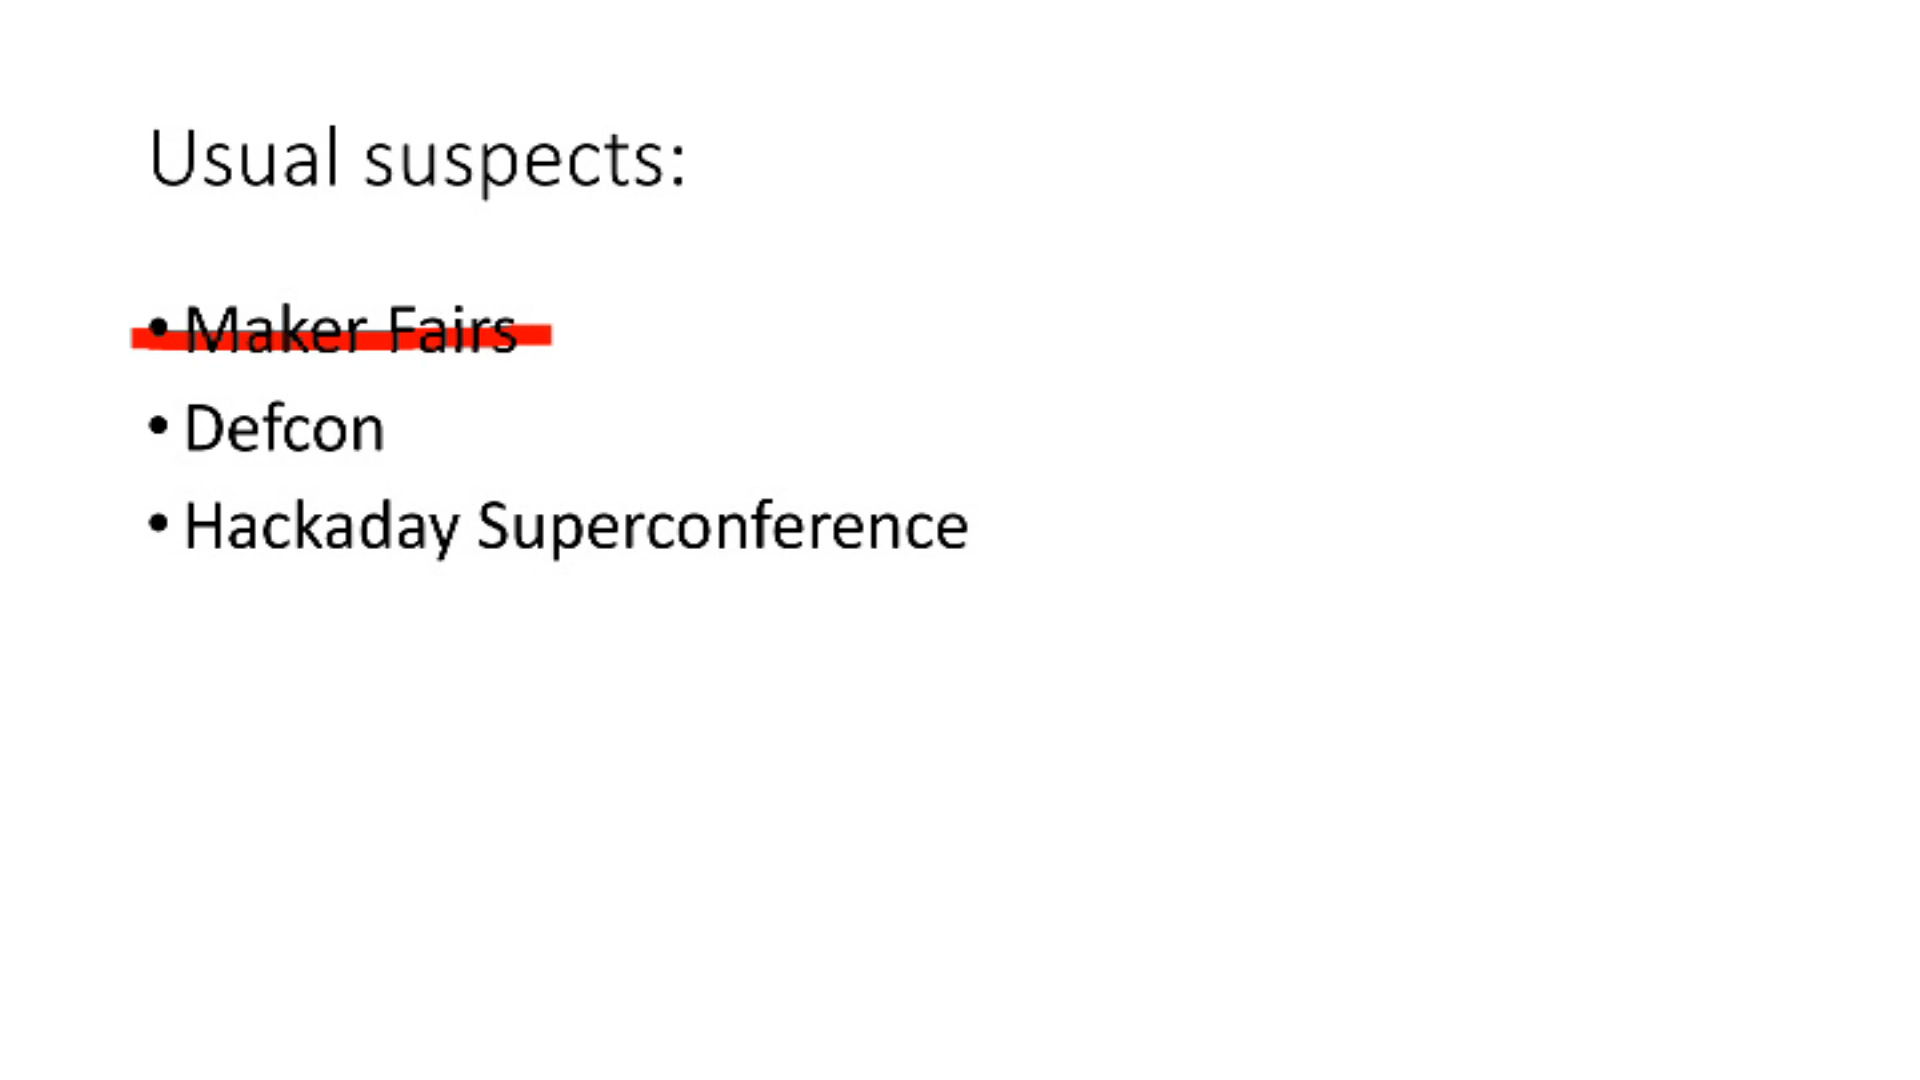 Usual suspects:
• Maker Fairs
• Defcon
• Hackaday Superconference